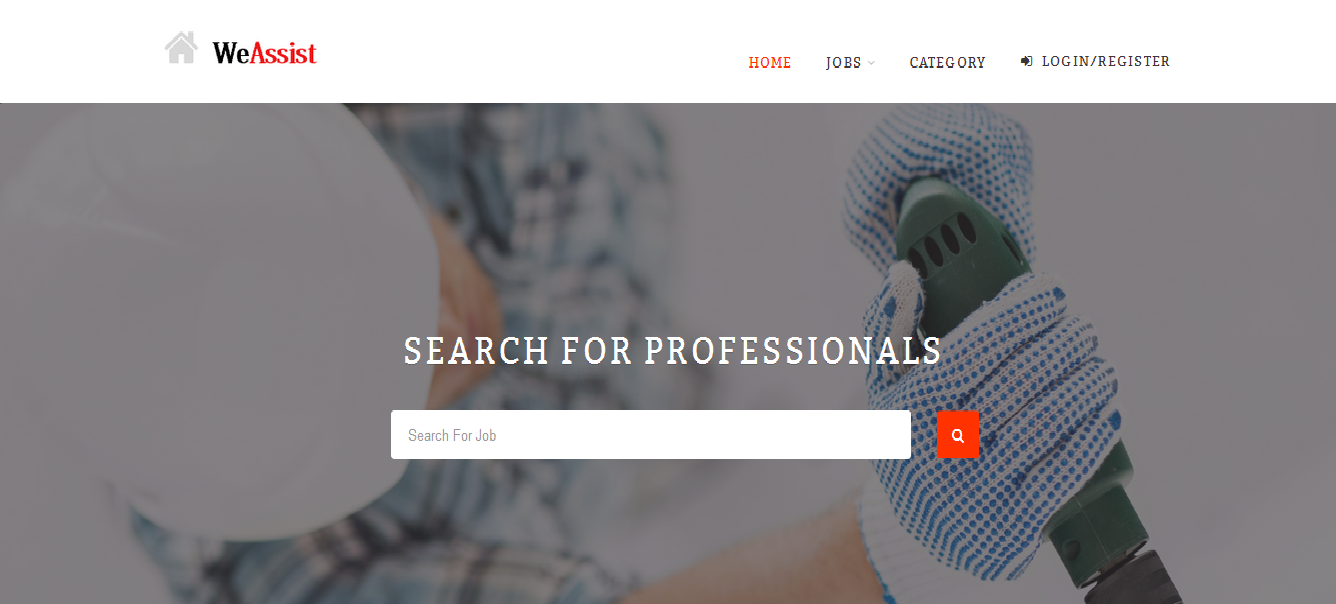 WeAssist
HOME JOBS CATEGORY LOGIN/REGISTER
SEARCH FOR PROFESSIONALS
Search For Job